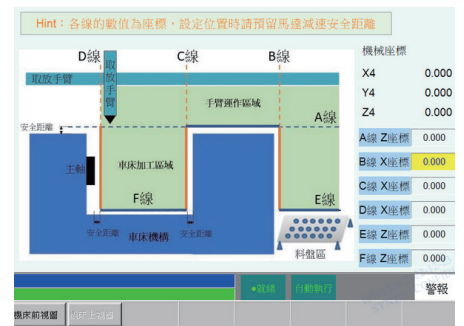 Hint：各線的數值為座標，設定位置時請預留馬達減速安全距離
D線
C線
B線
取放手臂
取放手臂
手臂運作區域
A線
安全距離
主軸
車床加工區域
F線
E線
安全距離
車床機構
安全距離
料盤區
機械座標
X4 0.000
Y4 0.000
Z4 0.000
A線 Z座標 0.000
B線 X座標 0.000
C線 X座標 0.000
D線 X座標 0.000
E線 Z座標 0.000
F線 Z座標 0.000
●就緒 自動執行 警報
機床前視圖 機床上視圖